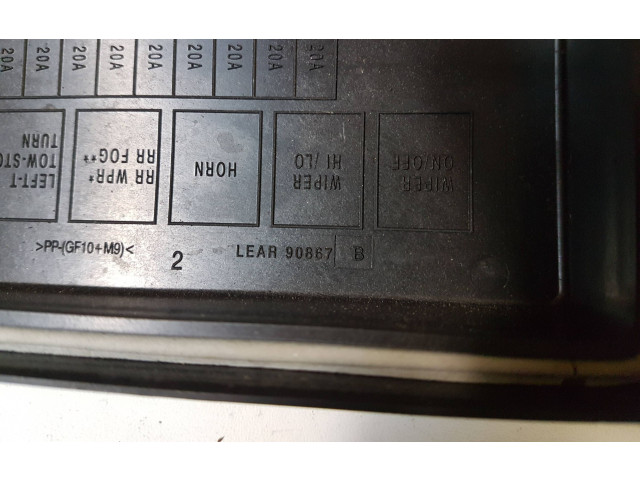 20A 20A 20A 20A 20A 20A 20A 20A
LEFT-T
TOW-STO
TURN
RR WPR*
RR FOG**
HORN
WIPER
HI/LO
WIPER
ON/OFF
>PP-(GF10+M9)<
2
LEAR 90867 B